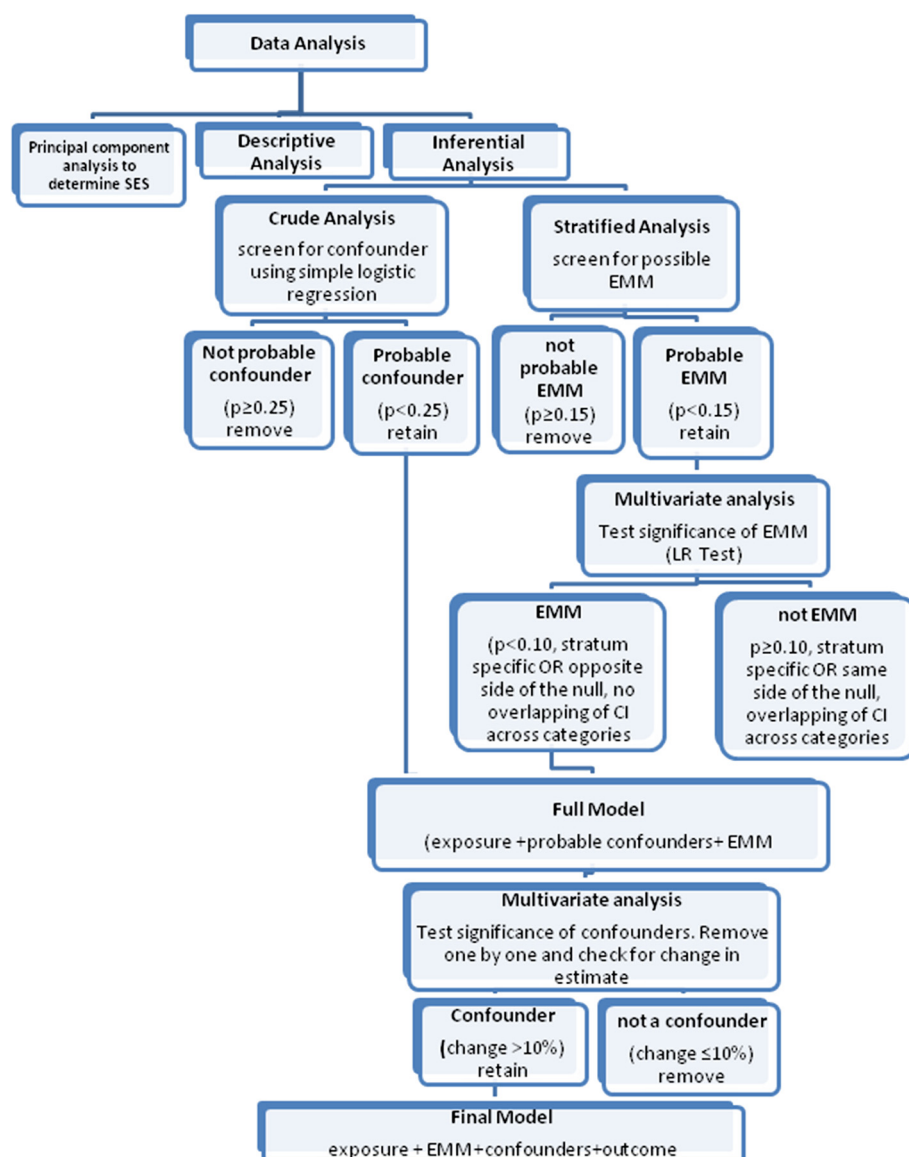 Data Analysis
Principal component
analysis to
determine SES
Descriptive
Analysis
Inferential
Analysis
Crude Analysis
screen for confounder
using simple logistic
regression
Stratified Analysis
screen for possible
EMM
Not probable
confounder
(p≥0.25)
remove
Probable
confounder
(p<0.25)
retain
not
probable
EMM
(p≥0.15)
remove
Probable
EMM
(p<0.15)
retain
Multivariate analysis
Test significance of EMM
(LR Test)
EMM
(p<0.10, stratum
specific OR opposite
side of the null, no
overlapping of CI
across categories
not EMM
p≥0.10, stratum
specific OR same
side of the null,
overlapping of CI
across categories
Full Model
(exposure +probable confounders+ EMM
Multivariate analysis
Test significance of confounders. Remove
one by one and check for change in
estimate
Confounder
(change >10%)
retain
not a confounder
(change ≤10%)
remove
Final Model
exposure + EMM+confounders+outcome